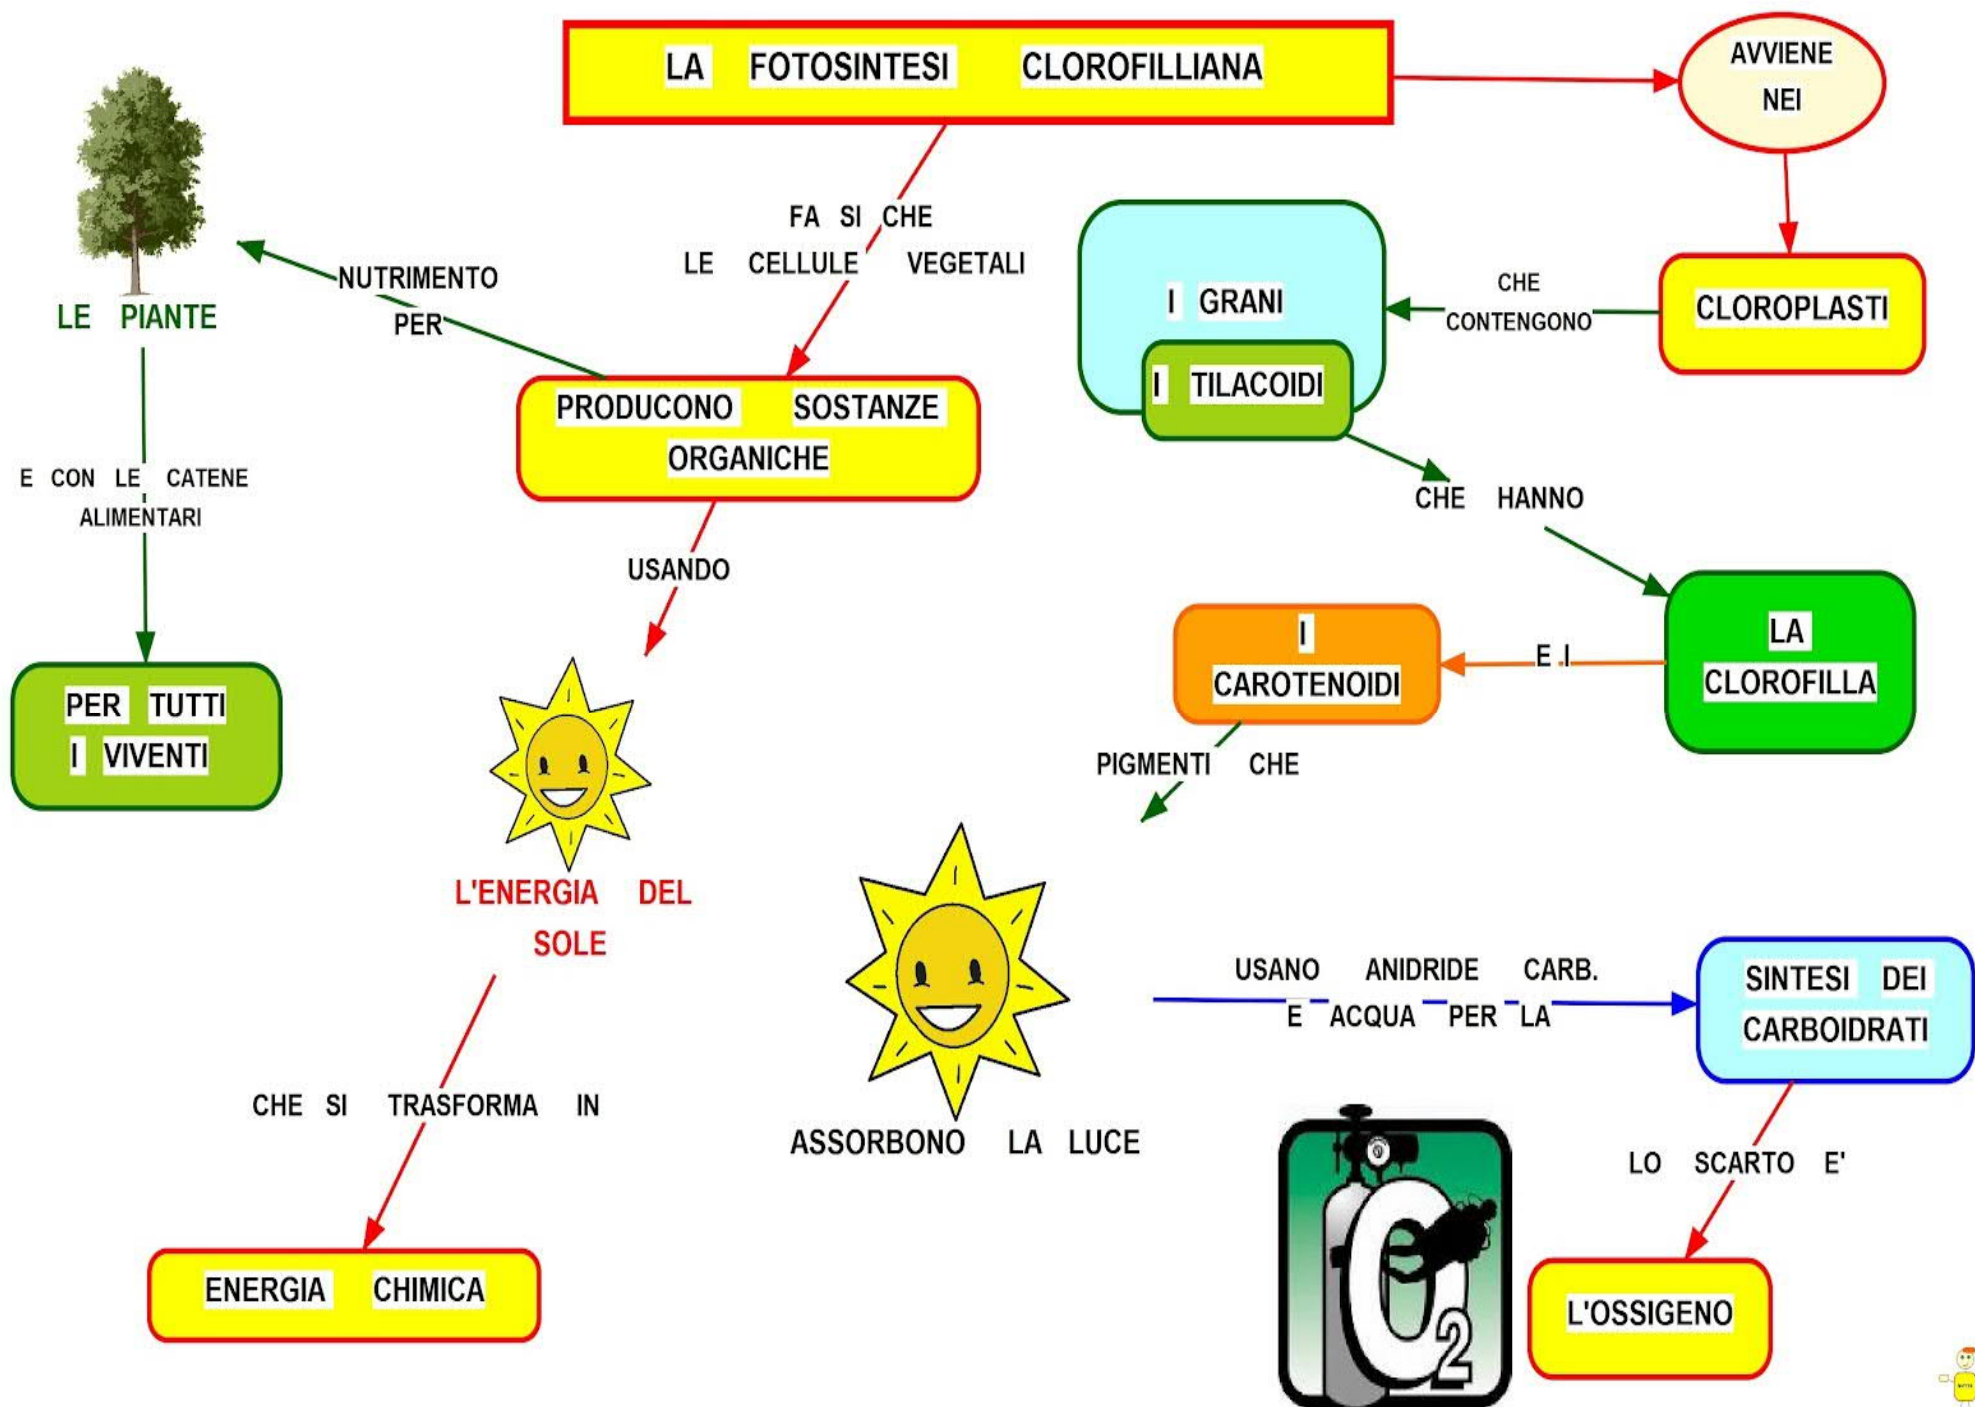 LA FOTOSINTESI CLOROFILLIANA
AVVIENE
NEI
FA SI CHE
LE CELLULE VEGETALI
NUTRIMENTO
PER
LE PIANTE
I GRANI
I TILACOIDI
CHE
CONTENGONO
CLOROPLASTI
PRODUCONO SOSTANZE
ORGANICHE
E CON LE CATENE
ALIMENTARI
CHE HANNO
USANDO
PER TUTTI
I VIVENTI
I
CAROTENOIDI
E I
LA
CLOROFILLA
PIGMENTI CHE
L'ENERGIA DEL
SOLE
USANO ANIDRIDE CARB.
E ACQUA PER LA
SINTESI DEI
CARBOIDRATI
CHE SI TRASFORMA IN
ASSORBONO LA LUCE
LO SCARTO E'
ENERGIA CHIMICA
O2
L'OSSIGENO